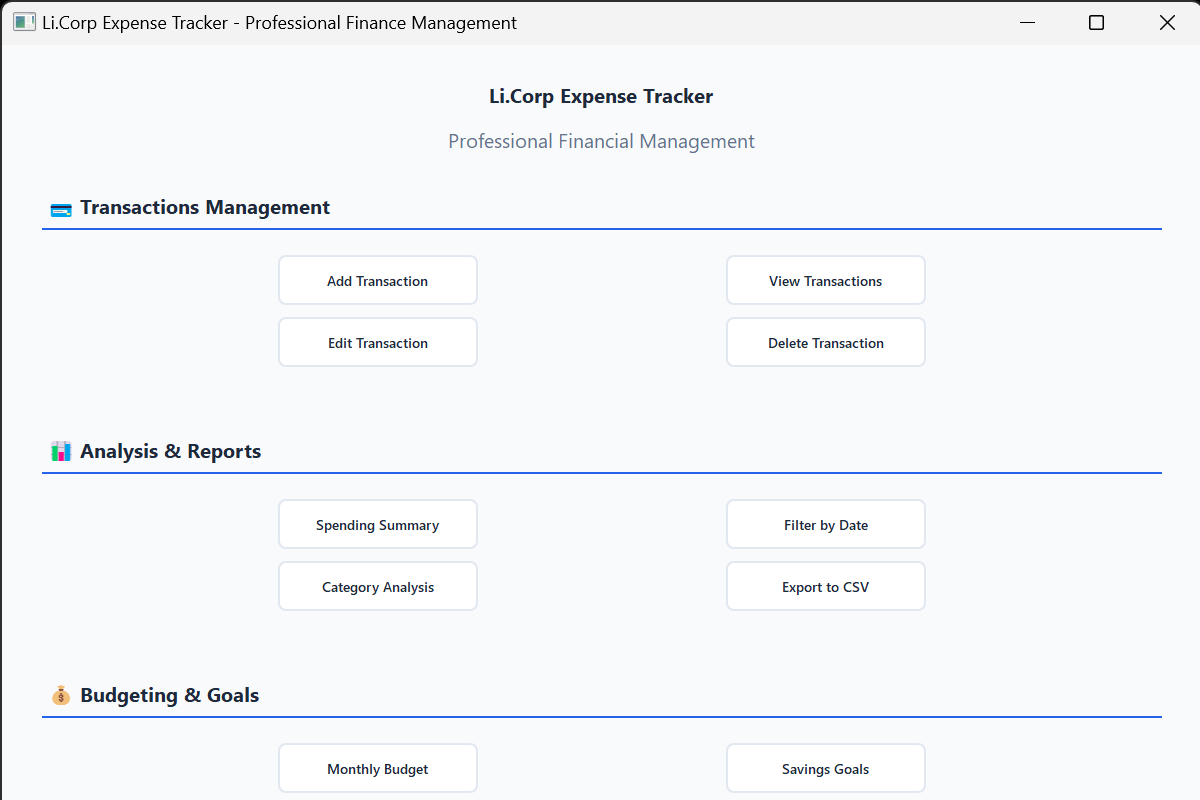 Li.Corp Expense Tracker - Professional Finance Management
Li.Corp Expense Tracker
Professional Financial Management
Transactions Management
Add Transaction
View Transactions
Edit Transaction
Delete Transaction
Analysis & Reports
Spending Summary
Filter by Date
Category Analysis
Export to CSV
Budgeting & Goals
Monthly Budget
Savings Goals